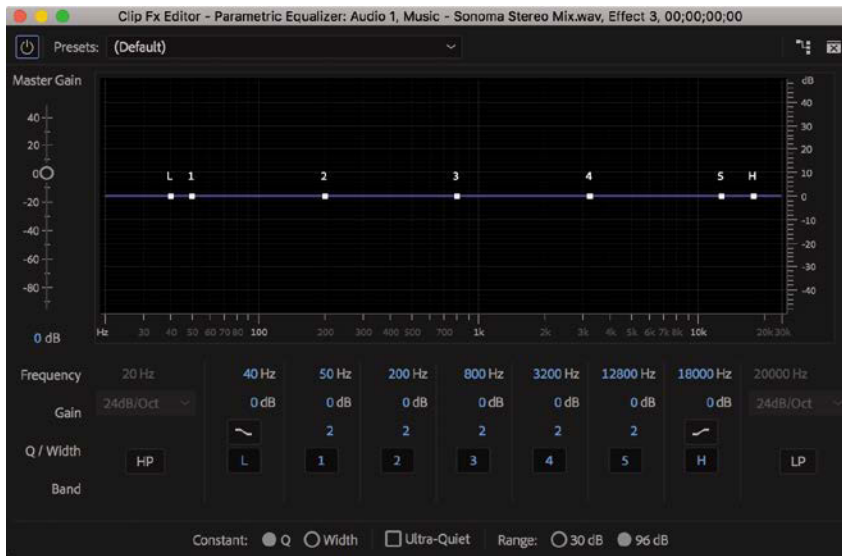 Clip Fx Editor - Parametric Equalizer: Audio 1, Music - Sonoma Stereo Mix.wav, Effect 3, 00;00;00;00
Presets: (Default)
Master Gain
dB
40
30
20
10
0
-10
-20
-30
-40
40
20
0
-20
-40
-60
-80
0 dB
L 1 2 3 4 5 H
Hz 30 40 50 60 70 80 100 200 300 400 500 700 1k 2k 3k 4k 5k 6k 7k 8k 10k 20k 30k
Frequency 20 Hz 40 Hz 50 Hz 200 Hz 800 Hz 3200 Hz 12800 Hz 18000 Hz 20000 Hz
Gain 24dB/Oct 0 dB 0 dB 0 dB 0 dB 0 dB 0 dB 0 dB 24dB/Oct
Q / Width 2 2 2 2 2
Band HP L 1 2 3 4 5 H LP
Constant: Q Width Ultra-Quiet Range: 30 dB 96 dB